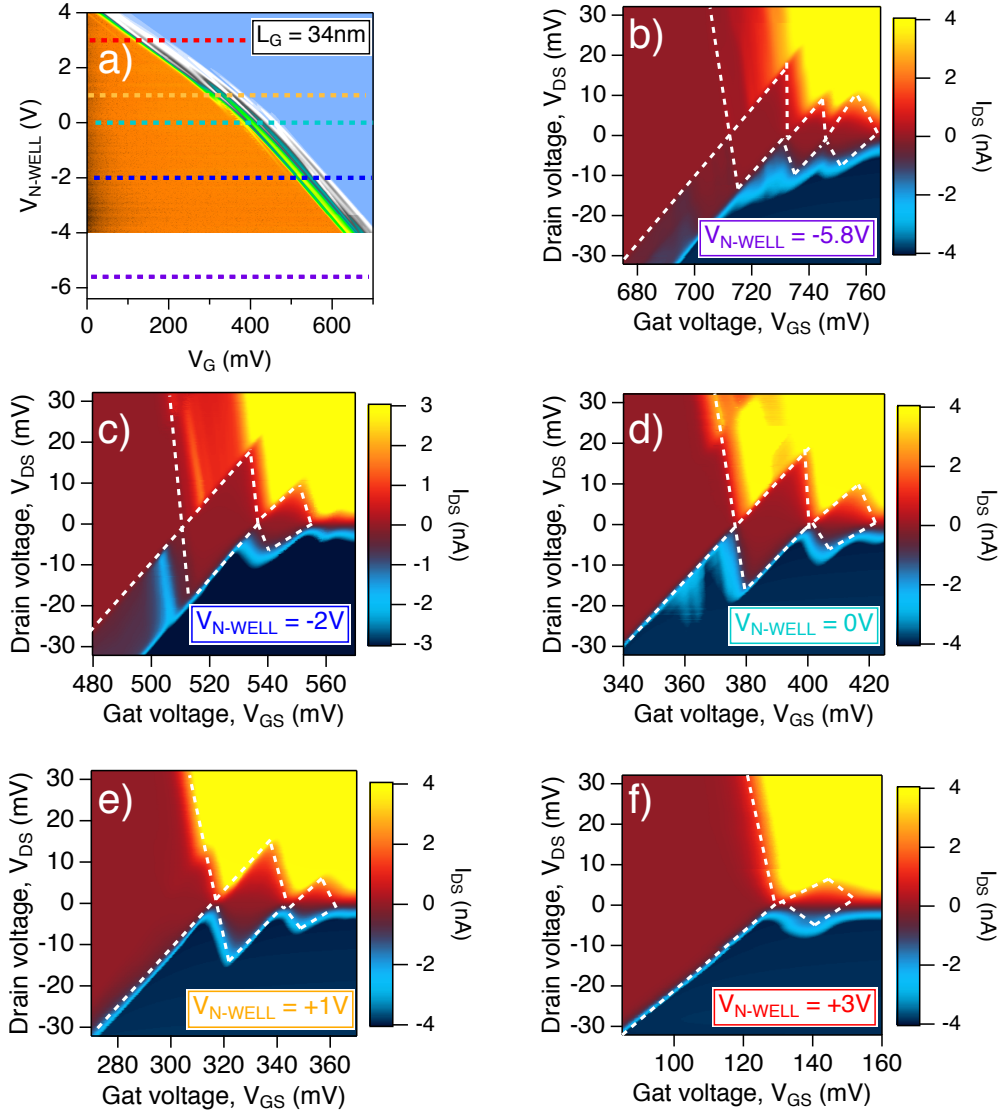 a)
L_G = 34nm
V_N-WELL (V)
4
2
0
-2
-4
-6
0 200 400 600
V_G (mV)
b)
Drain voltage, V_DS (mV)
30
20
10
0
-10
-20
-30
V_N-WELL = -5.8V
680 700 720 740 760
Gat voltage, V_GS (mV)
4
2
0
-2
-4
I_DS (nA)
c)
Drain voltage, V_DS (mV)
30
20
10
0
-10
-20
-30
V_N-WELL = -2V
480 500 520 540 560
Gat voltage, V_GS (mV)
3
2
1
0
-1
-2
-3
I_DS (nA)
d)
Drain voltage, V_DS (mV)
30
20
10
0
-10
-20
-30
V_N-WELL = 0V
340 360 380 400 420
Gat voltage, V_GS (mV)
4
2
0
-2
-4
I_DS (nA)
e)
Drain voltage, V_DS (mV)
30
20
10
0
-10
-20
-30
V_N-WELL = +1V
280 300 320 340 360
Gat voltage, V_GS (mV)
4
2
0
-2
-4
I_DS (nA)
f)
Drain voltage, V_DS (mV)
30
20
10
0
-10
-20
-30
V_N-WELL = +3V
100 120 140 160
Gat voltage, V_GS (mV)
4
2
0
-2
-4
I_DS (nA)